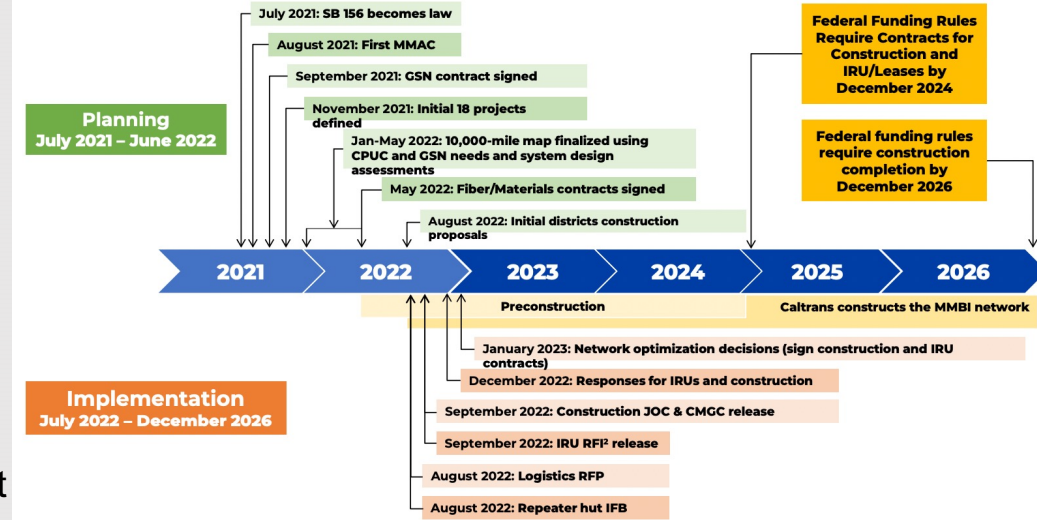 July 2021: SB 156 becomes law
August 2021: First MMAC
September 2021: GSN contract signed
November 2021: Initial 18 projects
defined
Jan-May 2022: 10,000-mile map finalized using
CPUC and GSN needs and system design
assessments
May 2022: Fiber/Materials contracts signed
August 2022: Initial districts construction
proposals
Planning
July 2021 – June 2022
Federal Funding Rules
Require Contracts for
Construction and
IRU/Leases by
December 2024
Federal funding rules
require construction
completion by
December 2026
2021
2022
2023
2024
2025
2026
Preconstruction
Caltrans constructs the MMBI network
January 2023: Network optimization decisions (sign construction and IRU
contracts)
December 2022: Responses for IRUs and construction
September 2022: Construction JOC & CMGC release
September 2022: IRU RFI² release
August 2022: Logistics RFP
August 2022: Repeater hut IFB
Implementation
July 2022 – December 2026
t